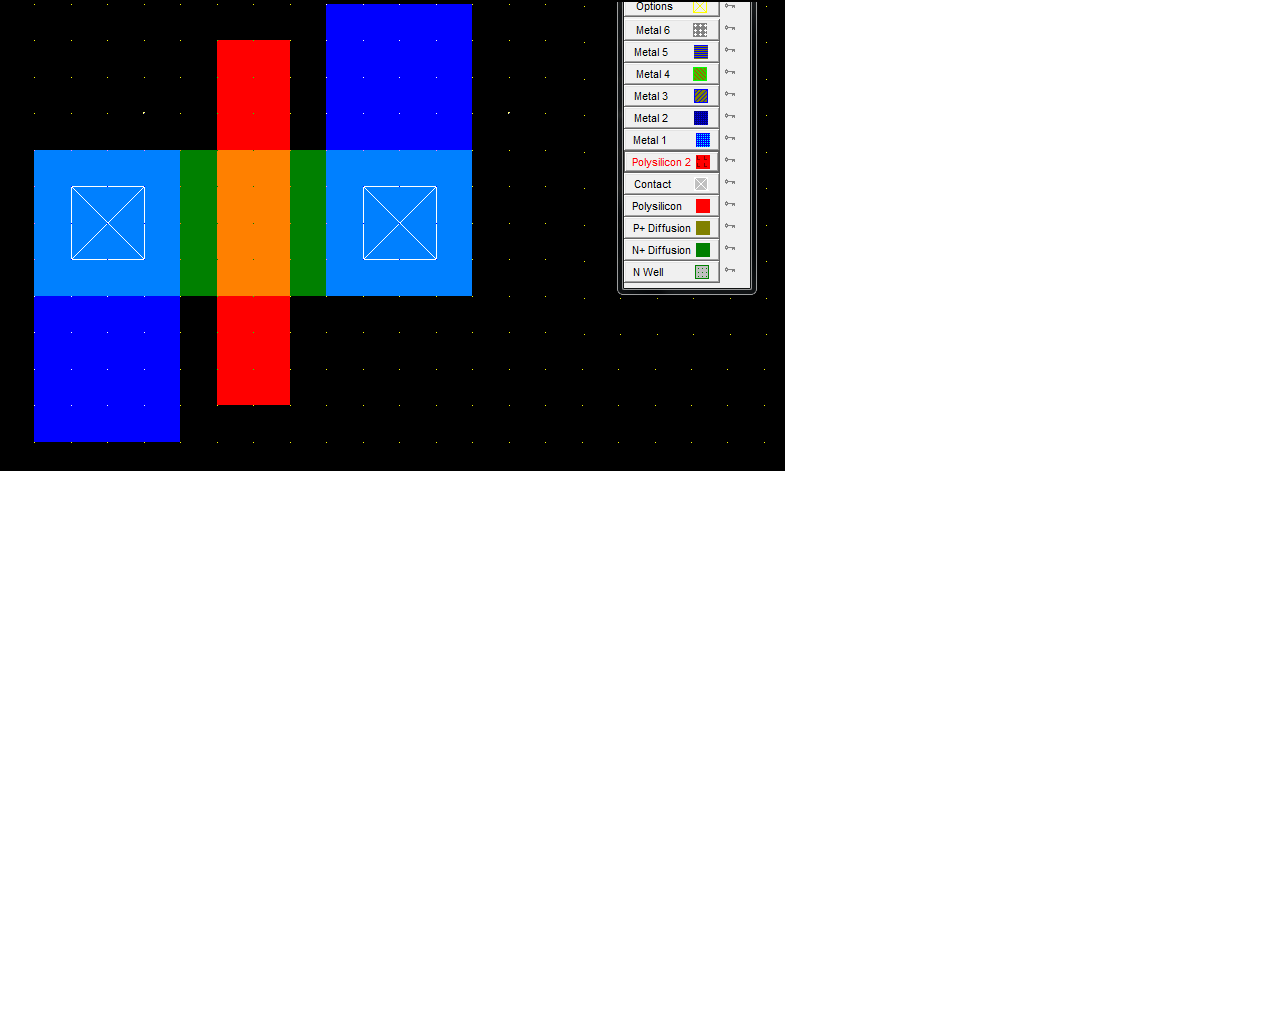 Options
Metal 6
Metal 5
Metal 4
Metal 3
Metal 2
Metal 1
Polysilicon 2
Contact
Polysilicon
P+ Diffusion
N+ Diffusion
N Well